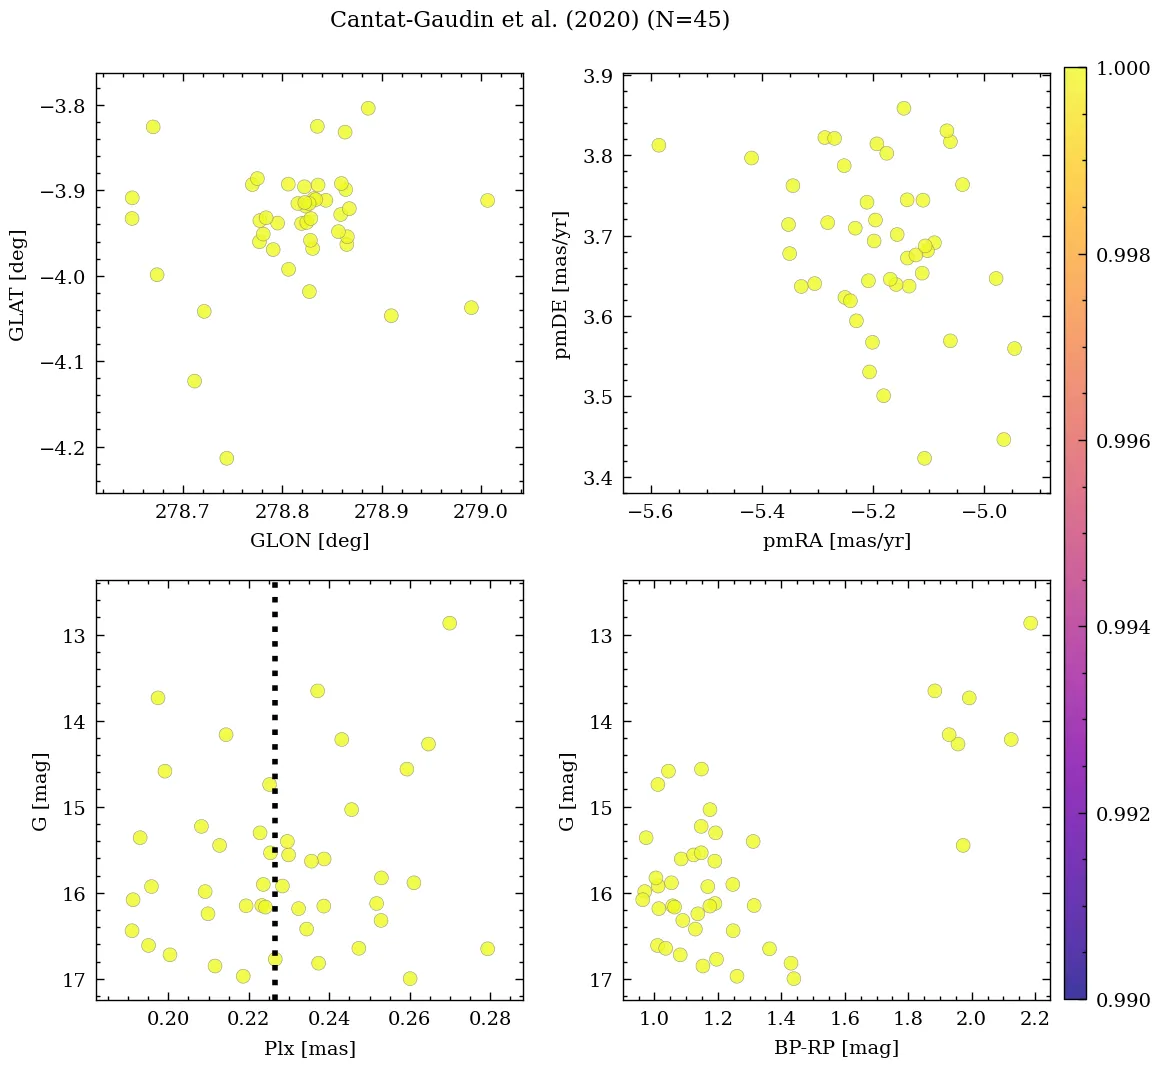 Cantat-Gaudin et al. (2020) (N=45)
−3.8
−3.9
−4.0
−4.1
−4.2
GLAT [deg]
278.7 278.8 278.9 279.0
GLON [deg]
3.9
3.8
3.7
3.6
3.5
3.4
pmDE [mas/yr]
−5.6 −5.4 −5.2 −5.0
pmRA [mas/yr]
13
14
15
16
17
G [mag]
0.20 0.22 0.24 0.26 0.28
Plx [mas]
13
14
15
16
17
G [mag]
1.0 1.2 1.4 1.6 1.8 2.0 2.2
BP-RP [mag]
1.000
0.998
0.996
0.994
0.992
0.990